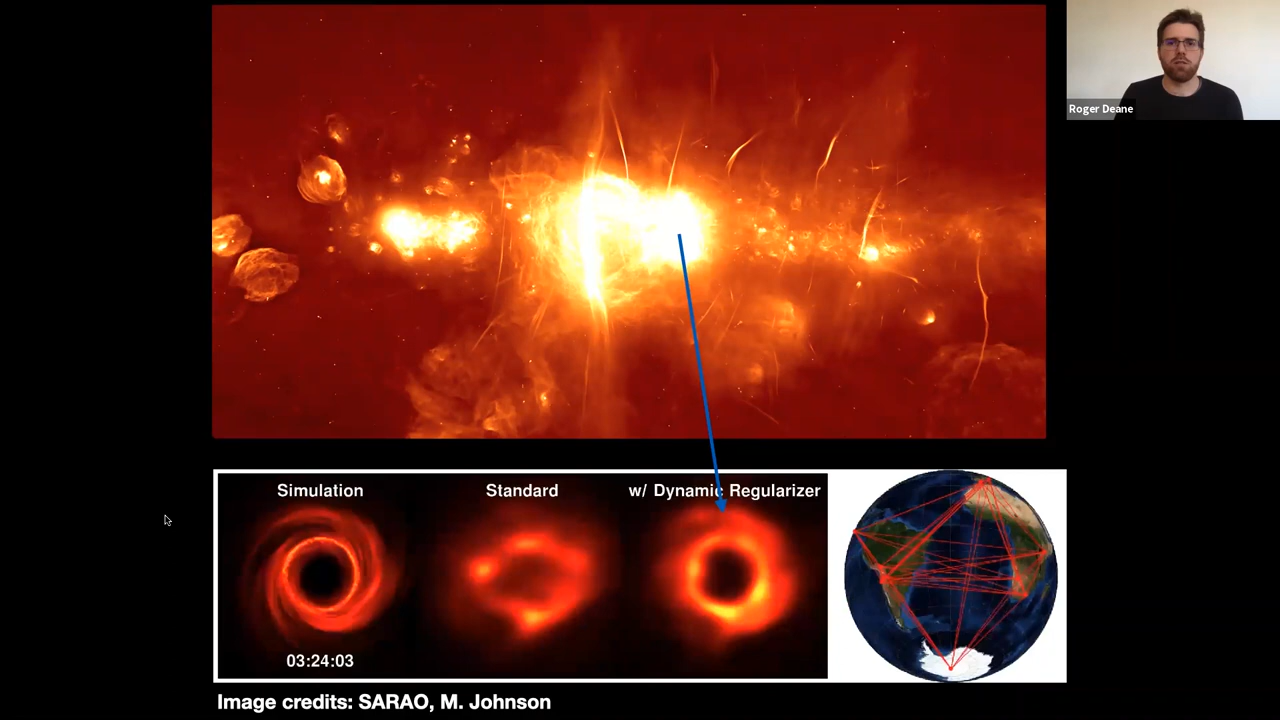 Roger Deane
Simulation
Standard
w/ Dynamic Regularizer
03:24:03
Image credits: SARAO, M. Johnson